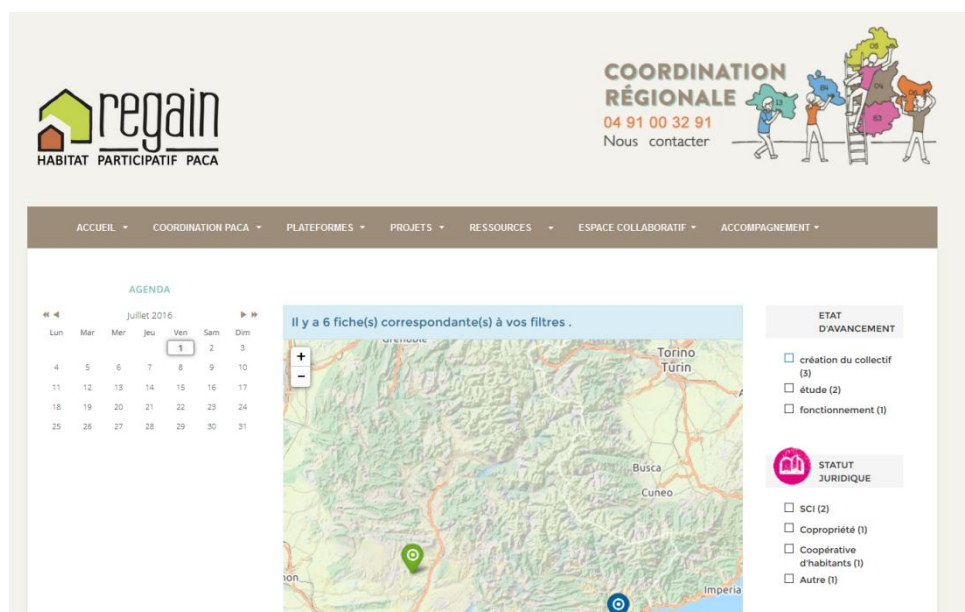 regain
HABITAT PARTICIPATIF PACA
COORDINATION
RÉGIONALE
04 91 00 32 91
Nous contacter
05
84
13
04
83
ACCUEIL
COORDINATION PACA
PLATEFORMES
PROJETS
RESSOURCES
ESPACE COLLABORATIF
ACCOMPAGNEMENT
AGENDA
Juillet 2016
Lun Mar Mer Jeu Ven Sam Dim
1 2 3
4 5 6 7 8 9 10
11 12 13 14 15 16 17
18 19 20 21 22 23 24
25 26 27 28 29 30 31
Il y a 6 fiche(s) correspondante(s) à vos filtres .
+
−
Grenoble
Torino
Turin
Busca
Cuneo
Imperia
ETAT
D'AVANCEMENT
création du collectif
(3)
étude (2)
fonctionnement (1)
STATUT
JURIDIQUE
SCI (2)
Copropriété (1)
Coopérative
d'habitants (1)
Autre (1)